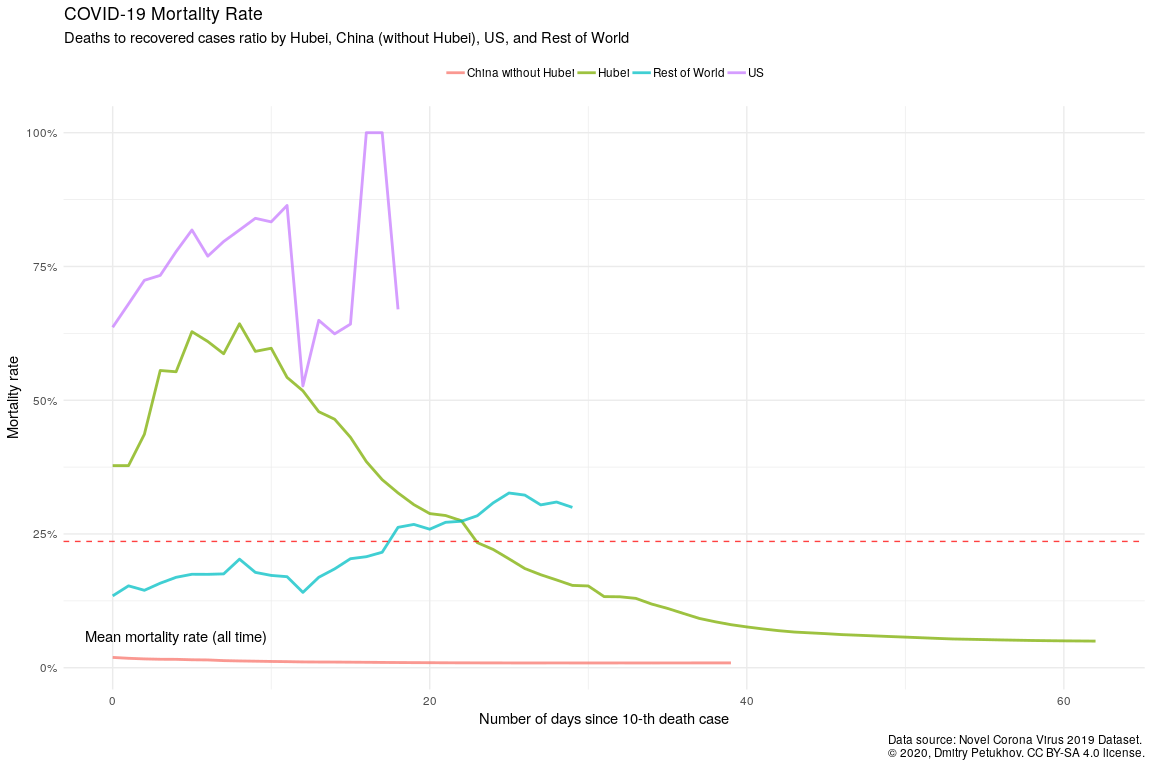 COVID-19 Mortality Rate
Deaths to recovered cases ratio by Hubei, China (without Hubei), US, and Rest of World
China without Hubei Hubei Rest of World US
100%
75%
50%
25%
0%
Mortality rate
Mean mortality rate (all time)
0 20 40 60
Number of days since 10-th death case
Data source: Novel Corona Virus 2019 Dataset.
© 2020, Dmitry Petukhov. CC BY-SA 4.0 license.